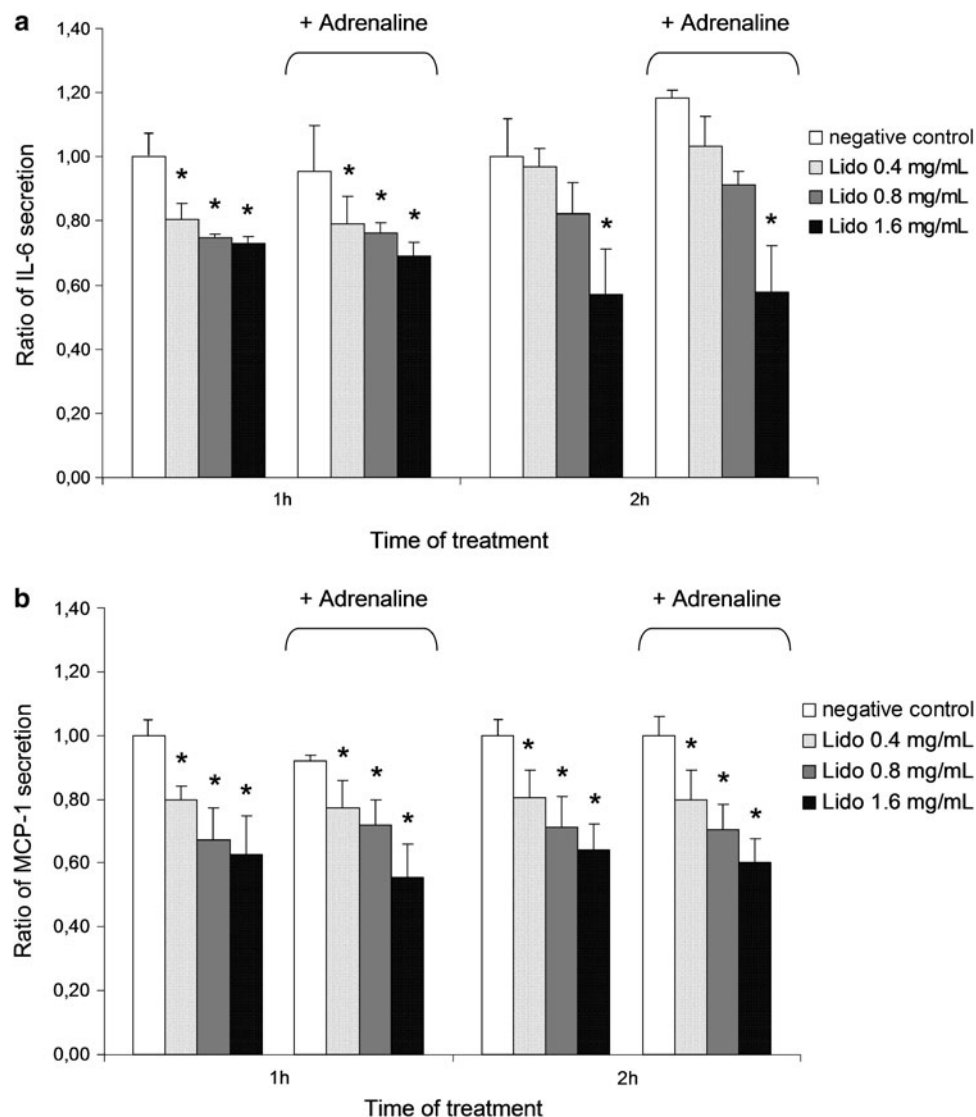 a
+ Adrenaline + Adrenaline
1,40
1,20
1,00
0,80
0,60
0,40
0,20
0,00
Ratio of IL-6 secretion
* * * * * * * *
negative control
Lido 0.4 mg/mL
Lido 0.8 mg/mL
Lido 1.6 mg/mL
1h 2h
Time of treatment
b
+ Adrenaline + Adrenaline
1,40
1,20
1,00
0,80
0,60
0,40
0,20
0,00
Ratio of MCP-1 secretion
* * * * * * * * * * * *
negative control
Lido 0.4 mg/mL
Lido 0.8 mg/mL
Lido 1.6 mg/mL
1h 2h
Time of treatment